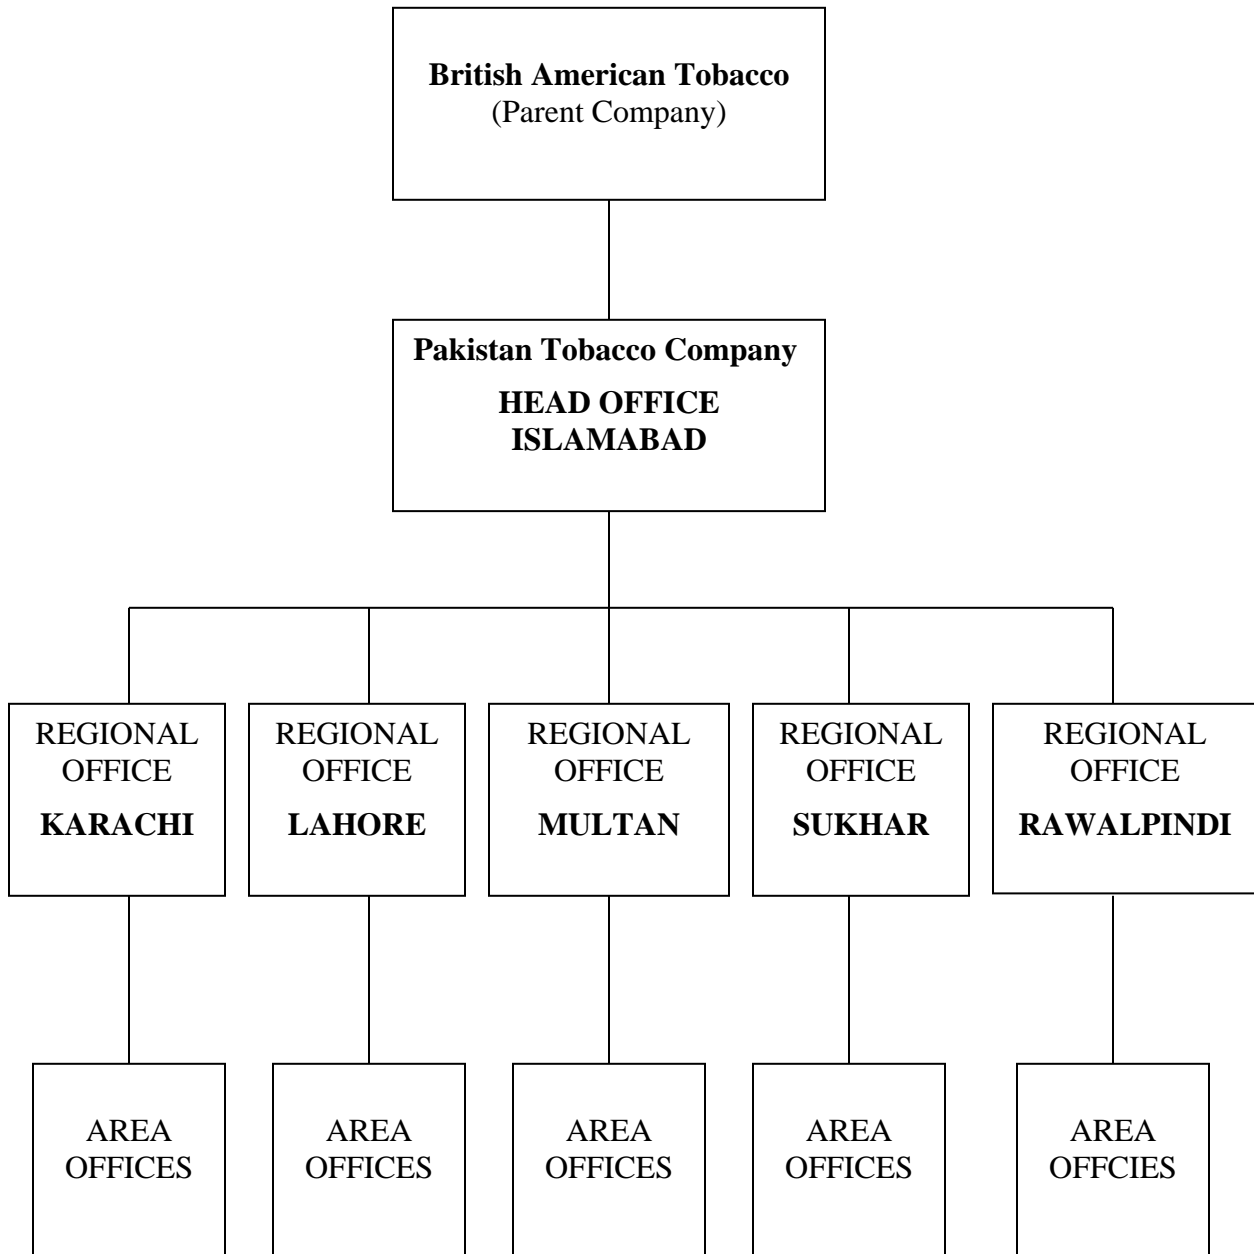 British American Tobacco
(Parent Company)
Pakistan Tobacco Company
HEAD OFFICE
ISLAMABAD
REGIONAL
OFFICE
KARACHI
REGIONAL
OFFICE
LAHORE
REGIONAL
OFFICE
MULTAN
REGIONAL
OFFICE
SUKHAR
REGIONAL
OFFICE
RAWALPINDI
AREA
OFFICES
AREA
OFFICES
AREA
OFFICES
AREA
OFFICES
AREA
OFFCIES